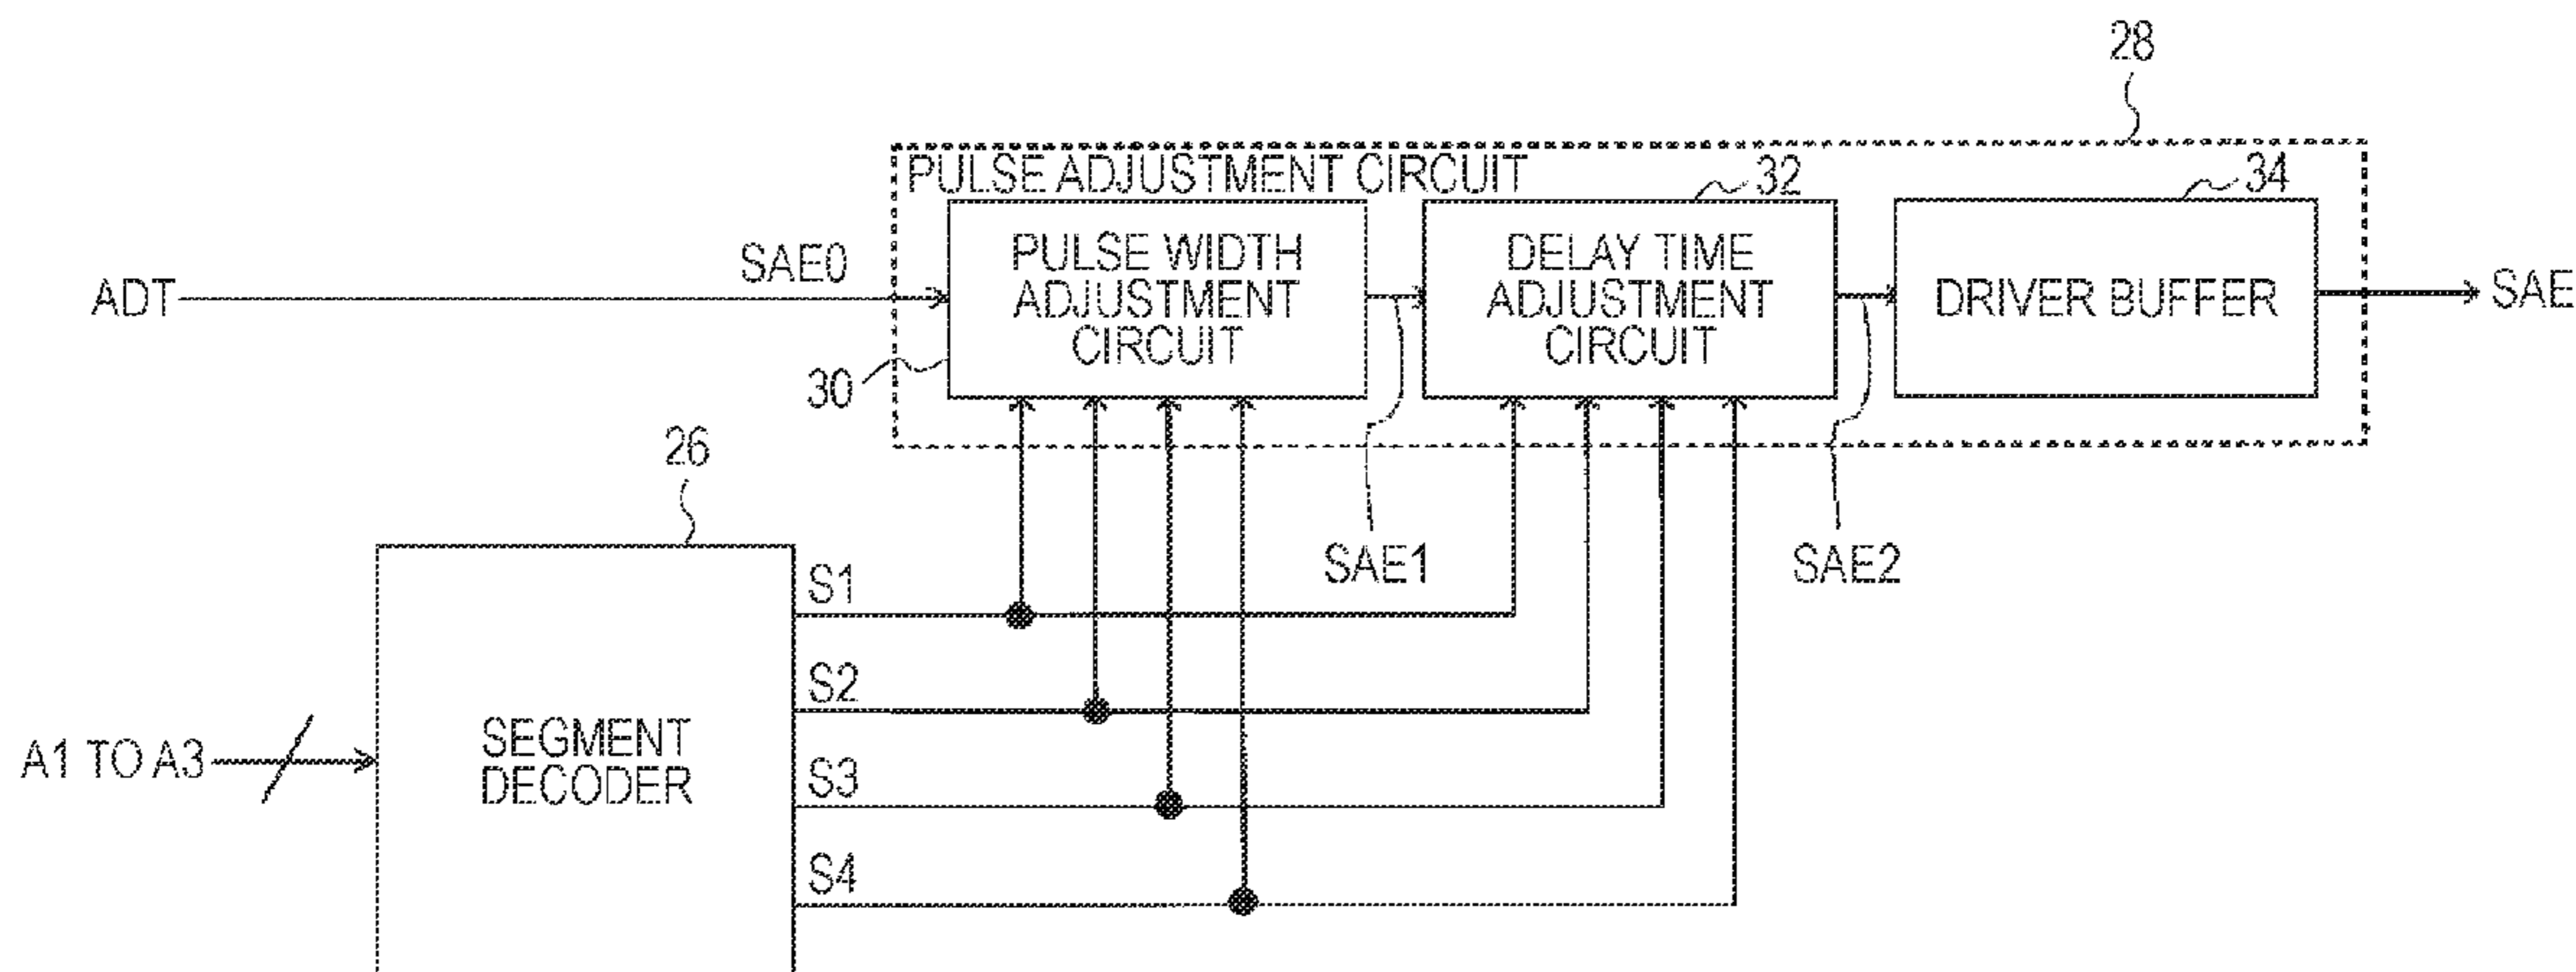 28
PULSE ADJUSTMENT CIRCUIT
32
34
ADT
SAE0
PULSE WIDTH
ADJUSTMENT
CIRCUIT
DELAY TIME
ADJUSTMENT
CIRCUIT
DRIVER BUFFER
SAE
30
26
SAE1
SAE2
S1
S2
S3
S4
A1 TO A3
SEGMENT
DECODER